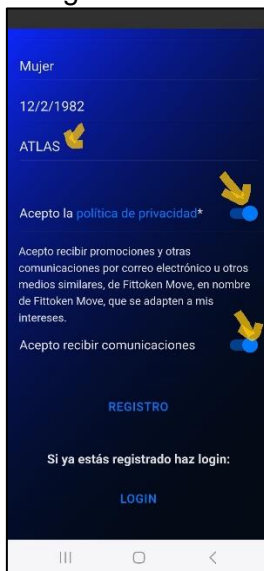 Mujer
12/2/1982
ATLAS
Acepto la política de privacidad*
Acepto recibir promociones y otras
comunicaciones por correo electrónico u otros
medios similares, de Fittoken Move, en nombre
de Fittoken Move, que se adapten a mis
intereses.
Acepto recibir comunicaciones
REGISTRO
Si ya estás registrado haz login:
LOGIN